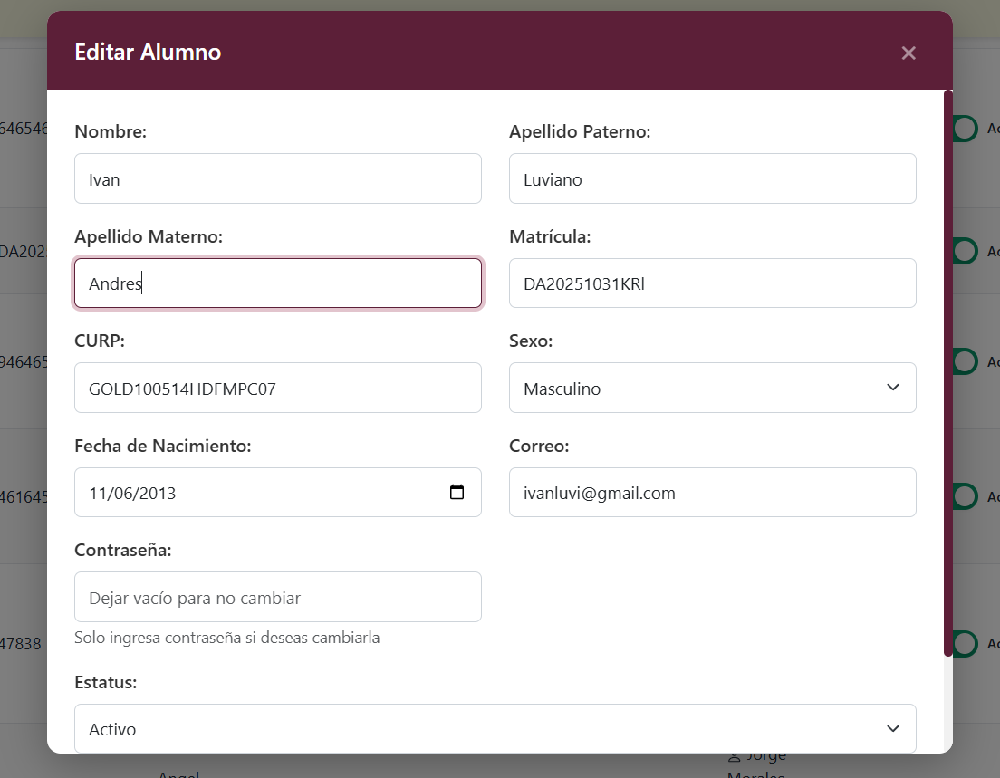 Editar Alumno
Nombre:
Apellido Paterno:
Ivan
Luviano
Apellido Materno:
Matrícula:
Andres
DA20251031KRl
CURP:
Sexo:
GOLD100514HDFMPC07
Masculino
Fecha de Nacimiento:
Correo:
11/06/2013
ivanluvi@gmail.com
Contraseña:
Dejar vacío para no cambiar
Solo ingresa contraseña si deseas cambiarla
47838
Estatus:
Activo
Jorge